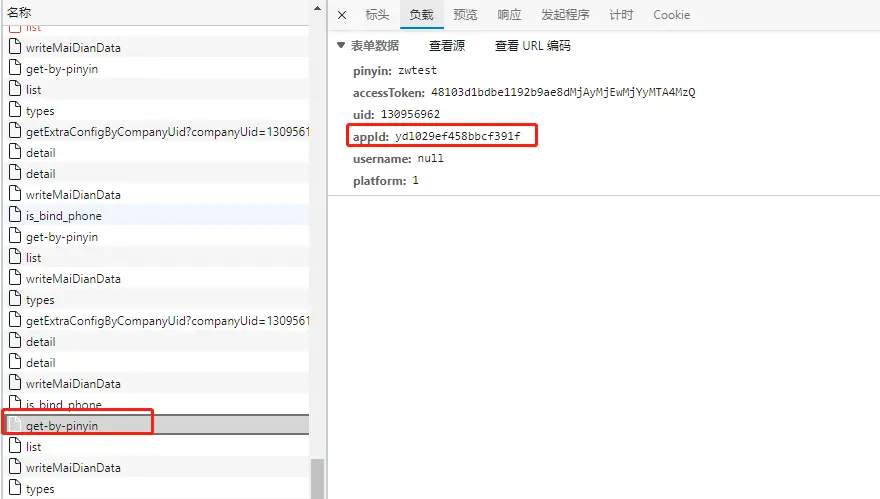 名称
list
writeMaiDianData
get-by-pinyin
list
types
getExtraConfigByCompanyUid?companyUid=1309561
detail
detail
writeMaiDianData
is_bind_phone
get-by-pinyin
list
writeMaiDianData
types
getExtraConfigByCompanyUid?companyUid=1309561
detail
detail
writeMaiDianData
is_bind_phone
get-by-pinyin
list
writeMaiDianData
types
标头 负载 预览 响应 发起程序 计时 Cookie
表单数据 查看源 查看 URL 编码
pinyin: zwtest
accessToken: 48103d1bdbe1192b9ae8dMjAyMjEwMjYyMTA4MzQ
uid: 130956962
appId: ydl029ef458bbcf391f
username: null
platform: 1